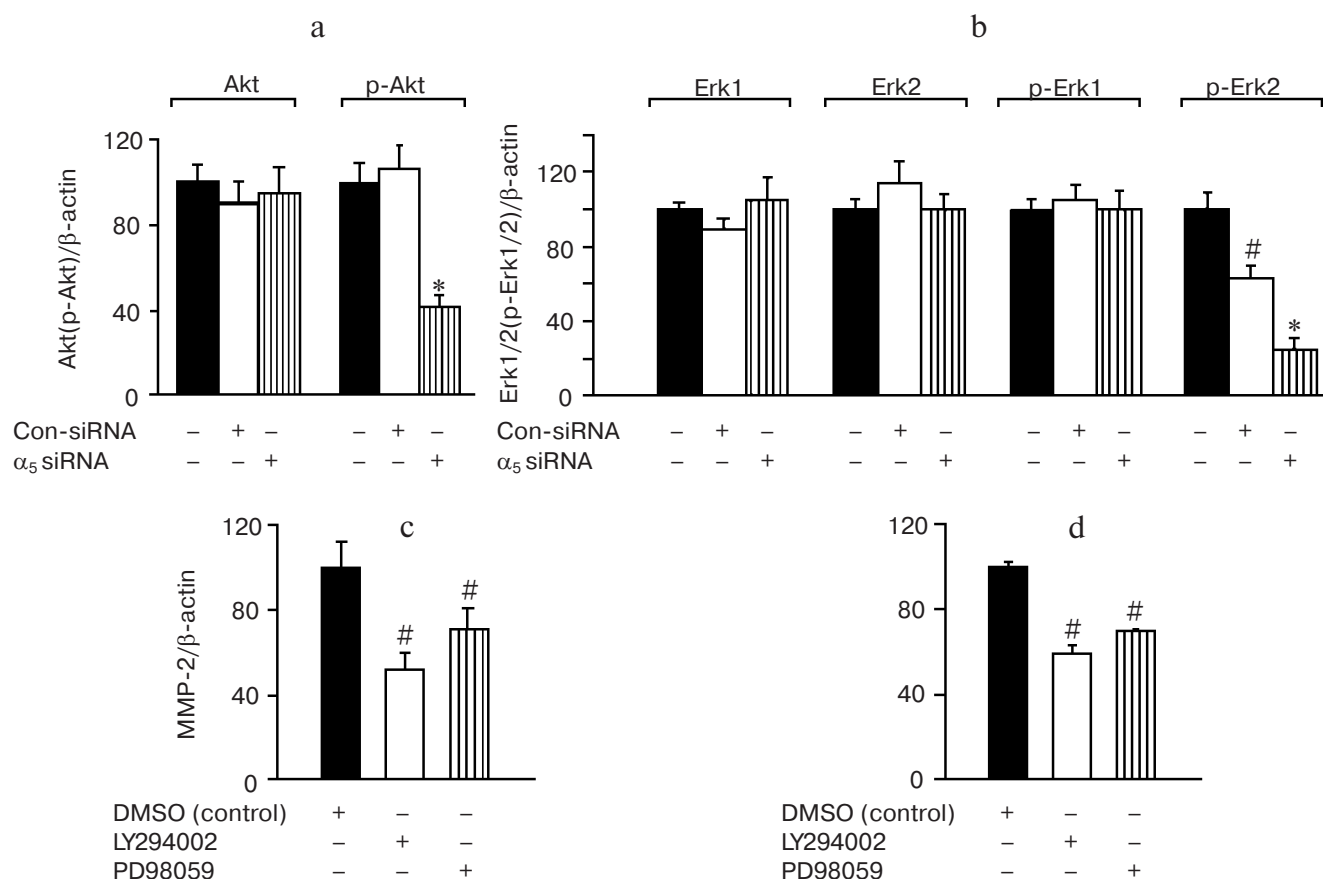 a
b
Akt p-Akt
Erk1 Erk2 p-Erk1 p-Erk2
Akt(p-Akt)/β-actin
120
80
40
0
*
Erk1/2(p-Erk1/2)/β-actin
120
80
40
0
#
*
Con-siRNA – + – – + –
α5 siRNA – – + – – +
Con-siRNA – + – – + – – + – – + –
α5 siRNA – – + – – + – – + – – +
c
MMP-2/β-actin
120
80
40
0
#
#
DMSO (control) + – –
LY294002 – + –
PD98059 – – +
d
120
80
40
0
#
#
DMSO (control) + – –
LY294002 – + –
PD98059 – – +